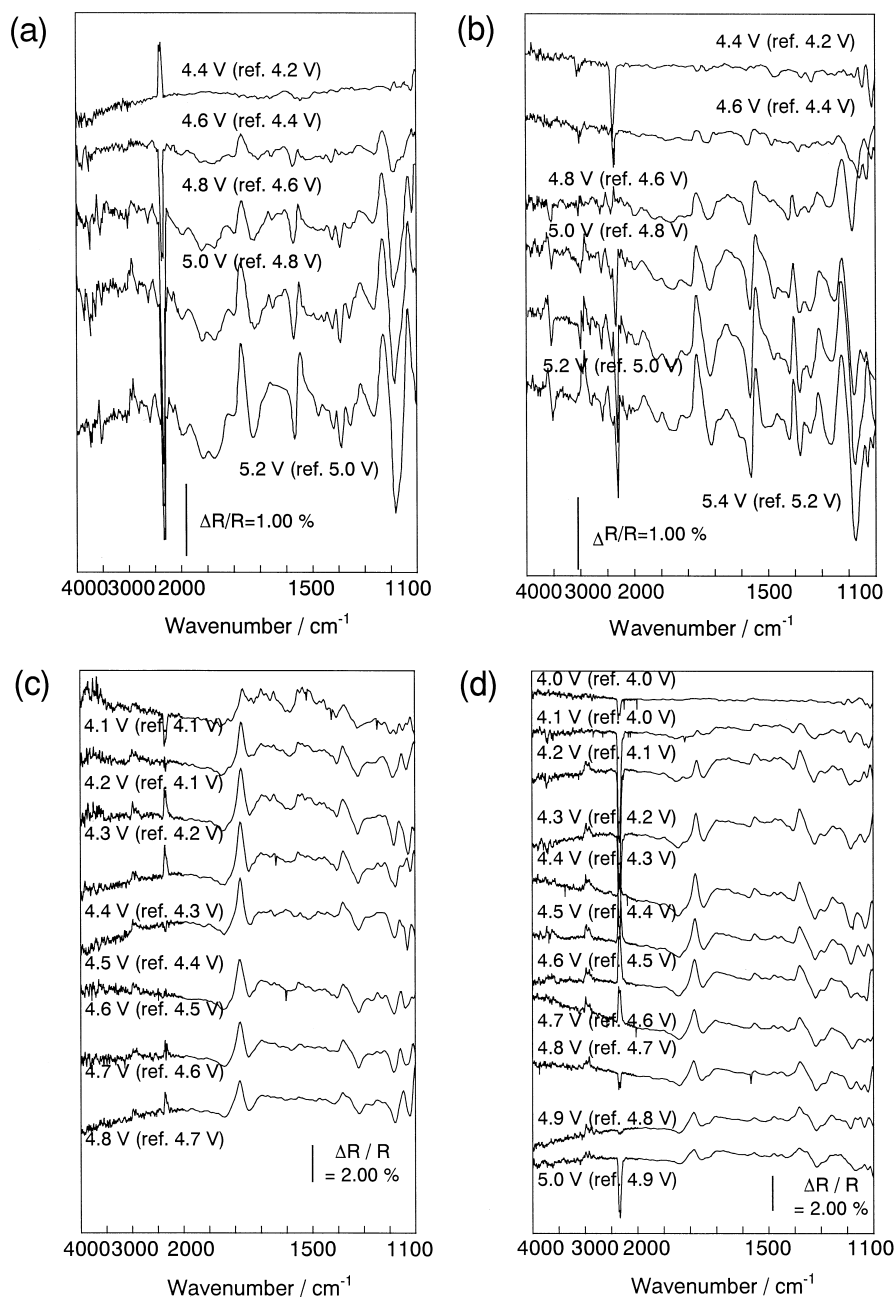 (a)
4.4 V (ref. 4.2 V)
4.6 V (ref. 4.4 V)
4.8 V (ref. 4.6 V)
5.0 V (ref. 4.8 V)
5.2 V (ref. 5.0 V)
ΔR/R=1.00 %
4000 3000 2000 1500 1100
Wavenumber / cm-1
(b)
4.4 V (ref. 4.2 V)
4.6 V (ref. 4.4 V)
4.8 V (ref. 4.6 V)
5.0 V (ref. 4.8 V)
5.2 V (ref. 5.0 V)
5.4 V (ref. 5.2 V)
ΔR/R=1.00 %
4000 3000 2000 1500 1100
Wavenumber / cm-1
(c)
4.1 V (ref. 4.1 V)
4.2 V (ref. 4.1 V)
4.3 V (ref. 4.2 V)
4.4 V (ref. 4.3 V)
4.5 V (ref. 4.4 V)
4.6 V (ref. 4.5 V)
4.7 V (ref. 4.6 V)
4.8 V (ref. 4.7 V)
ΔR / R
= 2.00 %
4000 3000 2000 1500 1100
Wavenumber / cm-1
(d)
4.0 V (ref. 4.0 V)
4.1 V (ref. 4.0 V)
4.2 V (ref. 4.1 V)
4.3 V (ref. 4.2 V)
4.4 V (ref. 4.3 V)
4.5 V (ref. 4.4 V)
4.6 V (ref. 4.5 V)
4.7 V (ref. 4.6 V)
4.8 V (ref. 4.7 V)
4.9 V (ref. 4.8 V)
5.0 V (ref. 4.9 V)
ΔR / R
= 2.00 %
4000 3000 2000 1500 1100
Wavenumber / cm-1